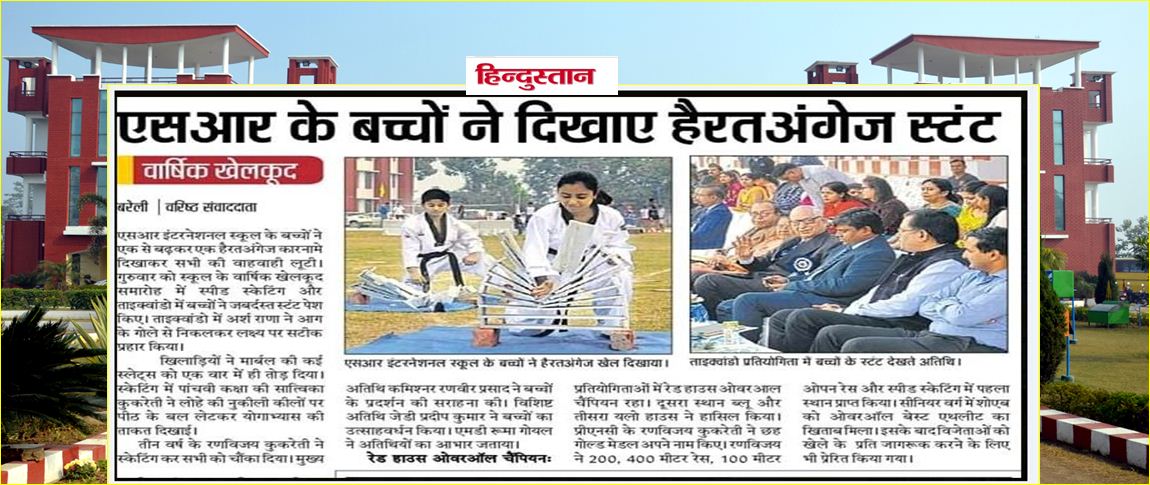 हिन्दुस्तान
एसआर के बच्चों ने दिखाए हैरतअंगेज स्टंट
वार्षिक खेलकूद
बरेली | वरिष्ठ संवाददाता
एसआर इंटरनेशनल स्कूल के बच्चों ने
एक से बढ़कर एक हैरतअंगेज कारनामे
दिखाकर सभी की वाहवाही लूटी।
गुरुवार को स्कूल के वार्षिक खेलकूद
समारोह में स्पीड स्केटिंग और
ताइक्वांडो में बच्चों ने जबर्दस्त स्टंट पेश
किए। ताइक्वांडो में अर्श राणा ने आग
के गोले से निकलकर लक्ष्य पर सटीक
प्रहार किया।
खिलाड़ियों ने मार्बल की कई
स्लेट्स को एक वार में ही तोड़ दिया।
स्केटिंग में पांचवी कक्षा की सात्विका
कुकरेती ने लोहे की नुकीली कीलों पर
पीठ के बल लेटकर योगाभ्यास की
ताकत दिखाई।
तीन वर्ष के रणविजय कुकरेती ने
स्केटिंग कर सभी को चौंका दिया। मुख्य
एसआर इंटरनेशनल स्कूल के बच्चों ने हैरतअंगेज खेल दिखाया।
ताइक्वांडो प्रतियोगिता में बच्चों के स्टंट देखते अतिथि।
अतिथि कमिश्नर रणवीर प्रसाद ने बच्चों
के प्रदर्शन की सराहना की। विशिष्ट
अतिथि जेडी प्रदीप कुमार ने बच्चों का
उत्साहवर्धन किया। एमडी रूमा गोयल
ने अतिथियों का आभार जताया।
रेड हाउस ओवरऑल चैंपियन:
प्रतियोगिताओं में रेड हाउस ओवरआल
चैंपियन रहा। दूसरा स्थान ब्लू और
तीसरा यलो हाउस ने हासिल किया।
प्रीएनसी के रणविजय कुकरेती ने छह
गोल्ड मेडल अपने नाम किए। रणविजय
ने 200, 400 मीटर रेस, 100 मीटर
ओपन रेस और स्पीड स्केटिंग में पहला
स्थान प्राप्त किया। सीनियर वर्ग में शोएब
को ओवरऑल बेस्ट एथलीट का
खिताब मिला। इसके बाद विजेताओं को
खेलें के प्रति जागरूक करने के लिए
भी प्रेरित किया गया।